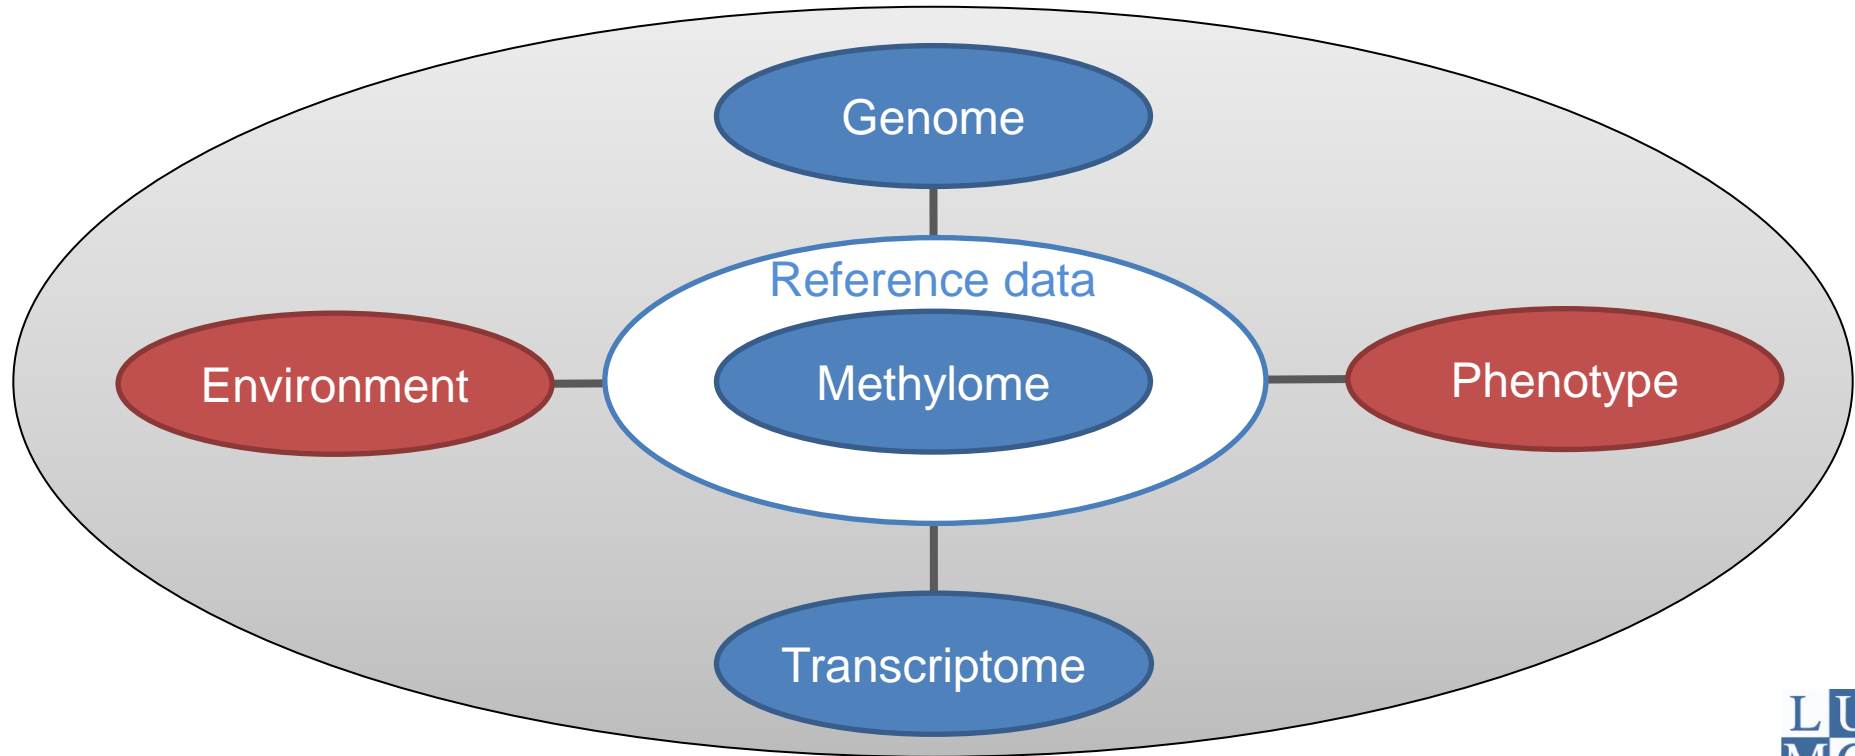 Genome
Reference data
Environment
Methylome
Phenotype
Transcriptome
L U